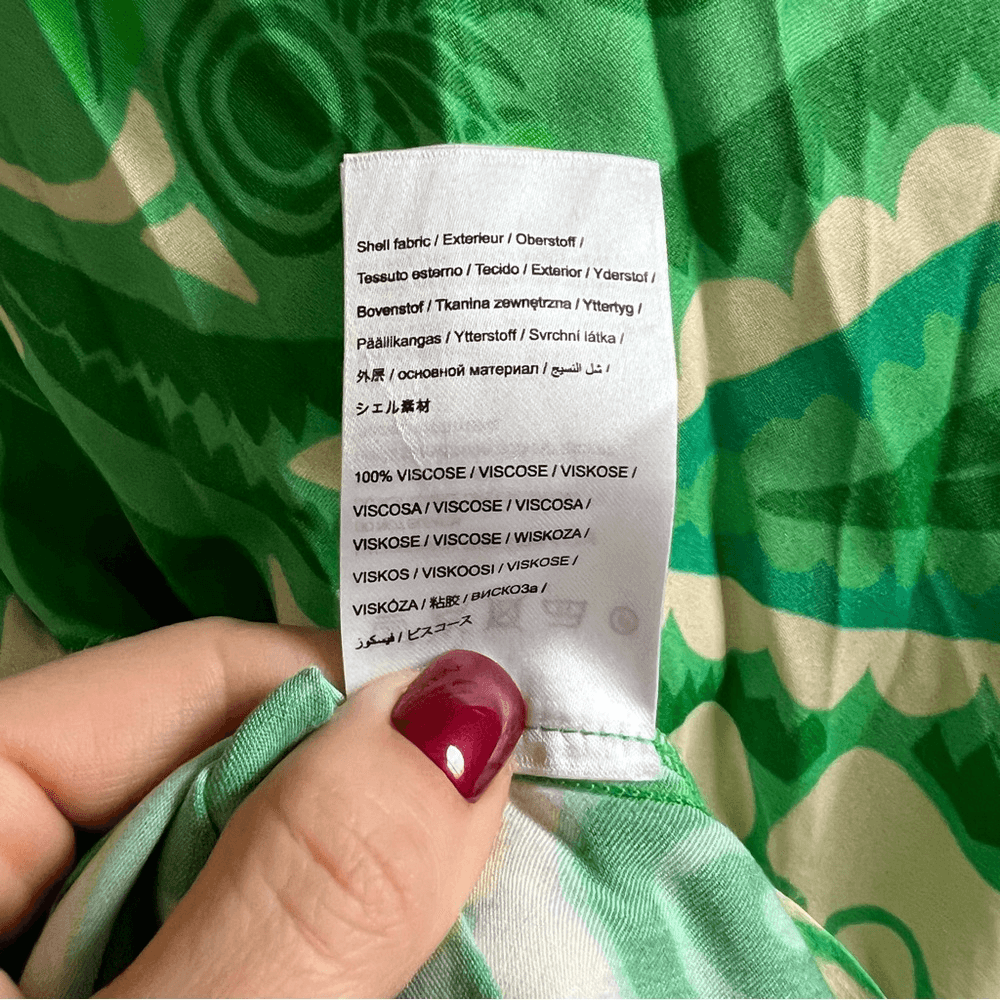 Shell fabric / Exterieur / Oberstoff /
Tessuto esterno / Tecido / Exterior / Yderstof /
Bovenstof / Tkanina zewnętrzna / Yttertyg /
Päällikangas / Ytterstoff / Svrchní látka /
外层 / основной материал / شل النسيج /
シェル素材
100% VISCOSE / VISCOSE / VISKOSE /
VISCOSA / VISCOSE / VISCOSA /
VISKOSE / VISCOSE / WISKOZA /
VISKOS / VISKOOSI / VISKOSE /
VISKÓZA / 粘胶 / ВИСКОЗа /
فيسكوز / ビスコース